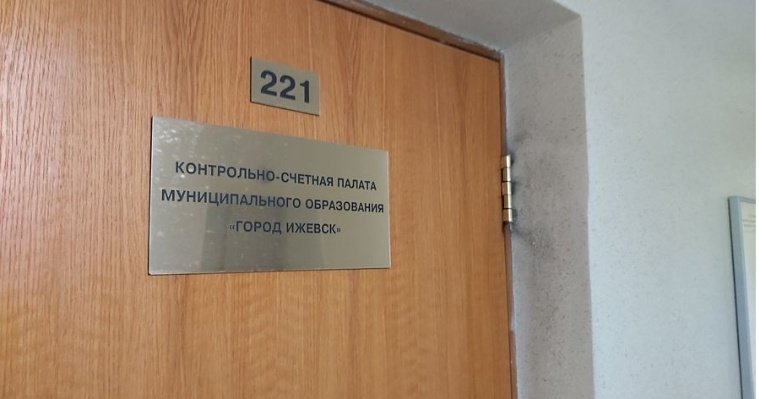 221
КОНТРОЛЬНО-СЧЕТНАЯ ПАЛАТА
МУНИЦИПАЛЬНОГО ОБРАЗОВАНИЯ
«ГОРОД ИЖЕВСК»